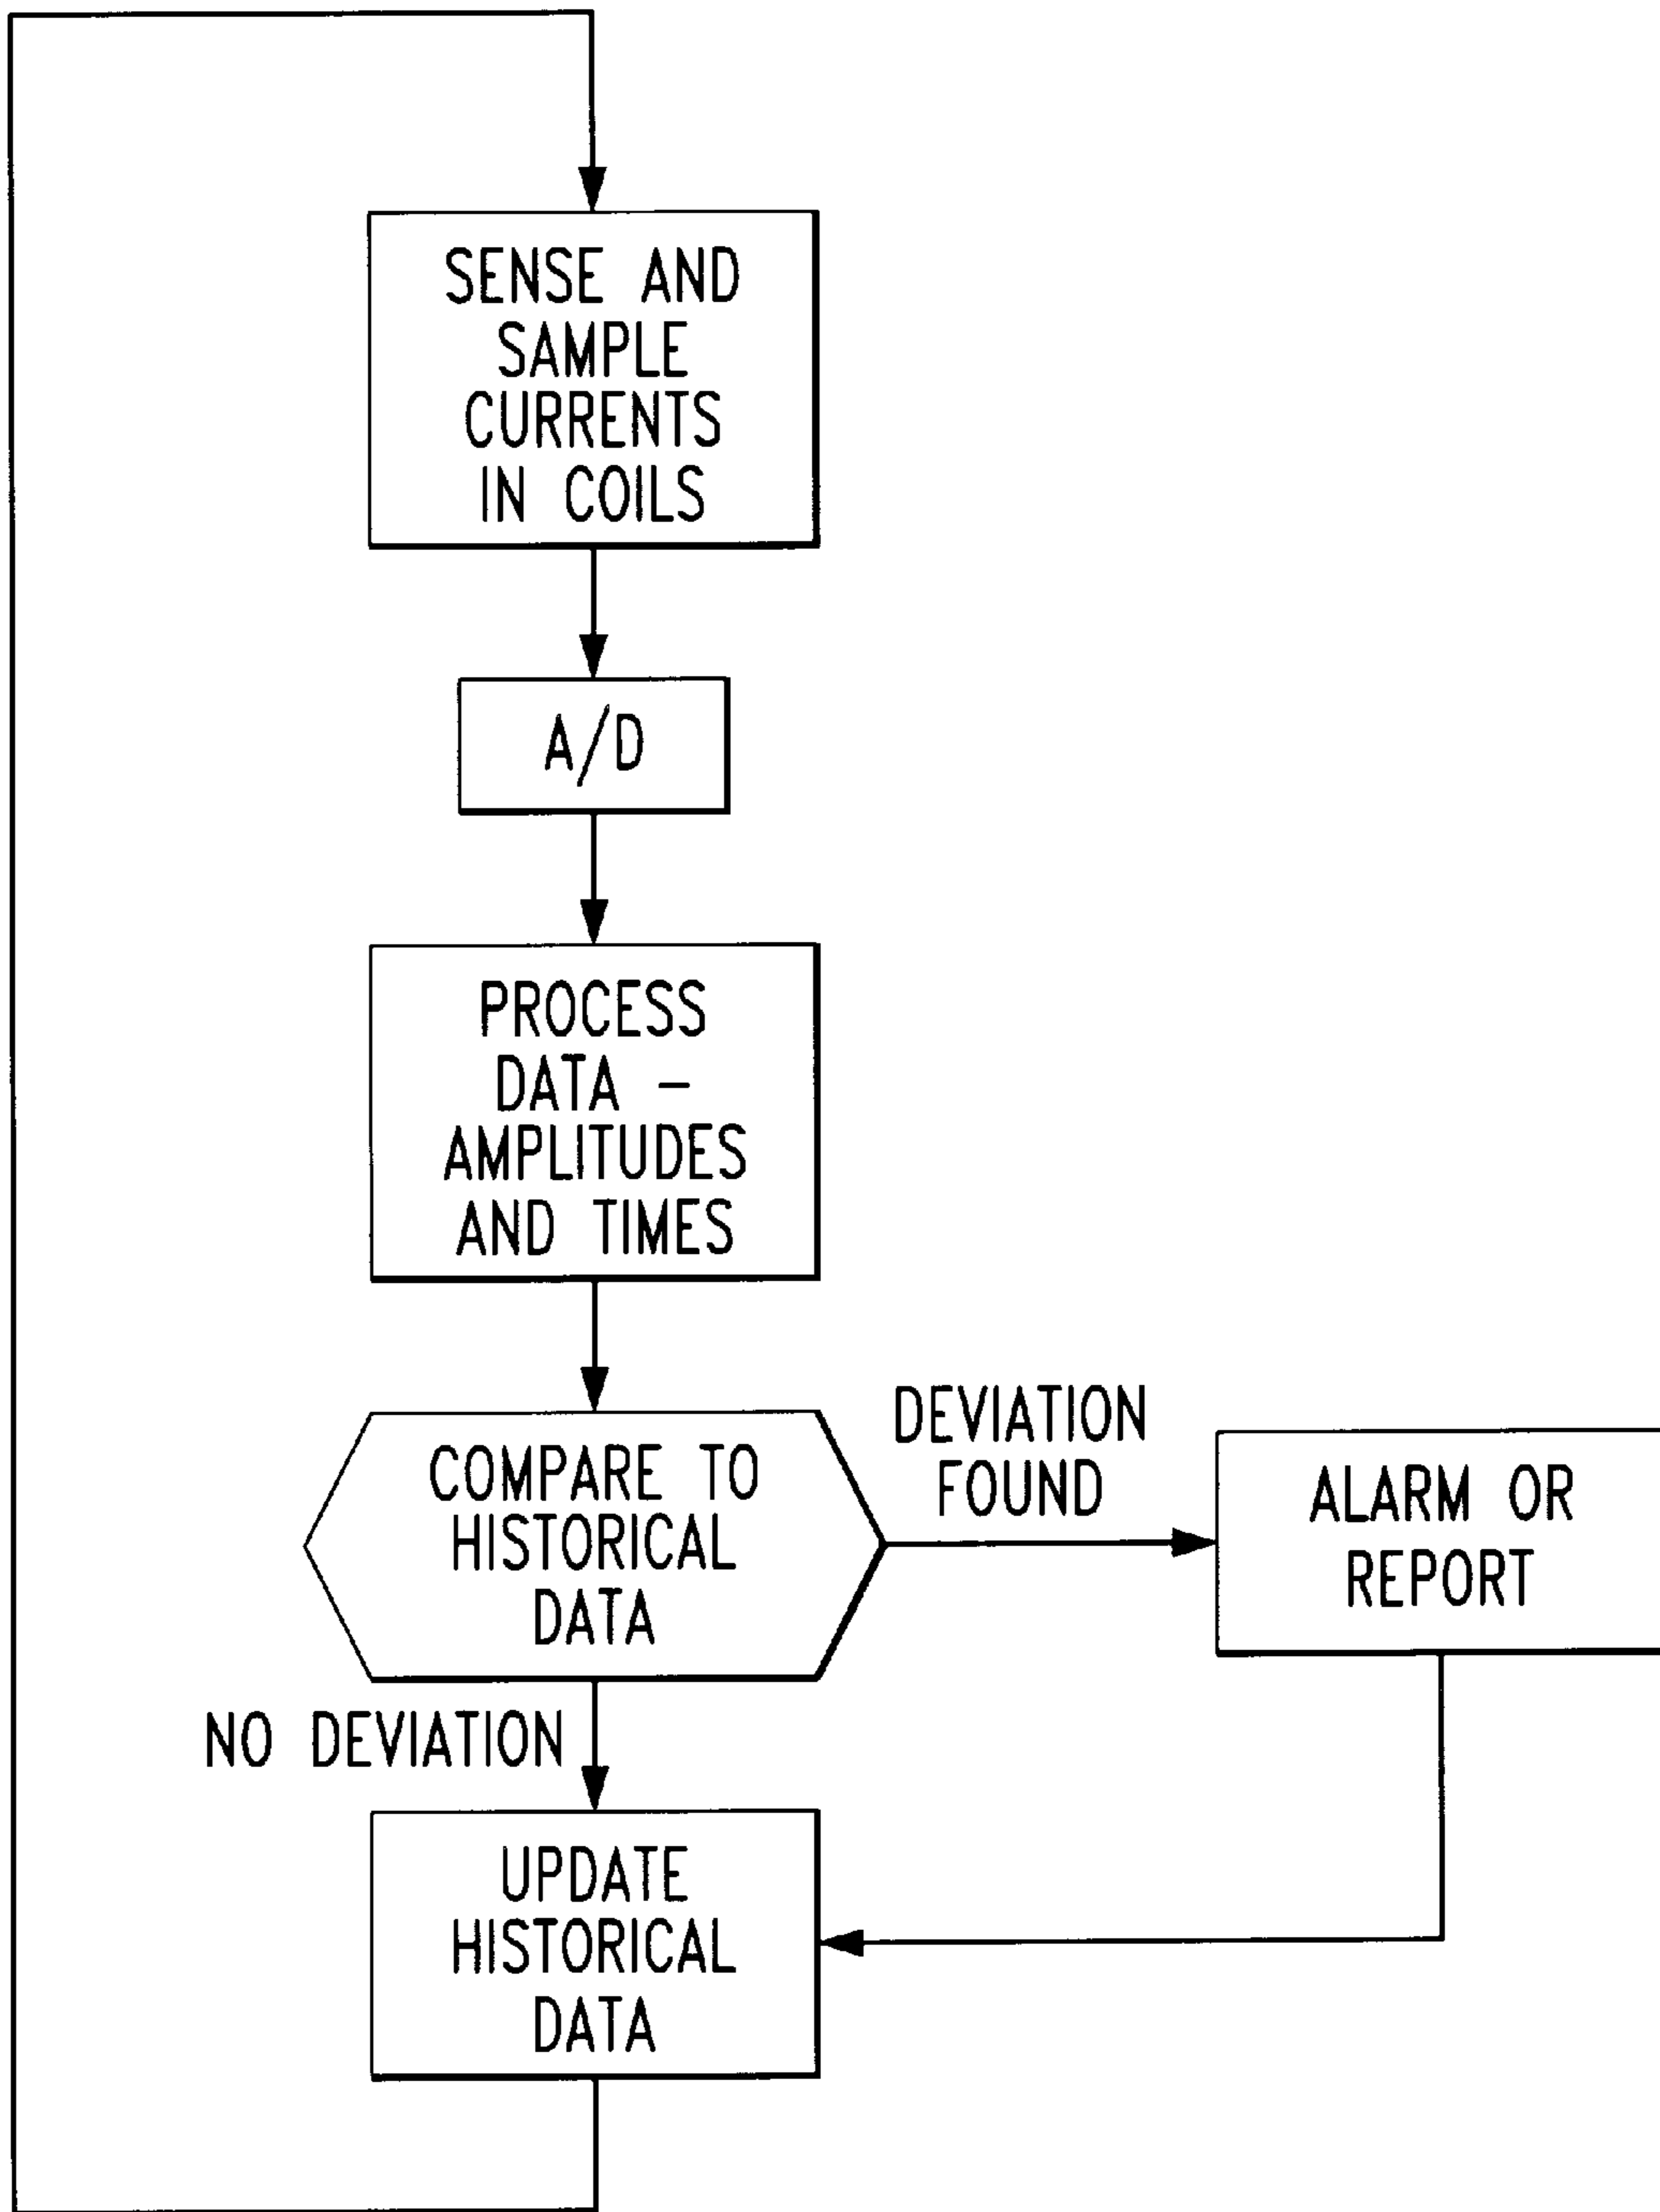 SENSE AND
SAMPLE
CURRENTS
IN COILS
A/D
PROCESS
DATA –
AMPLITUDES
AND TIMES
COMPARE TO
HISTORICAL
DATA
DEVIATION
FOUND
ALARM OR
REPORT
NO DEVIATION
UPDATE
HISTORICAL
DATA